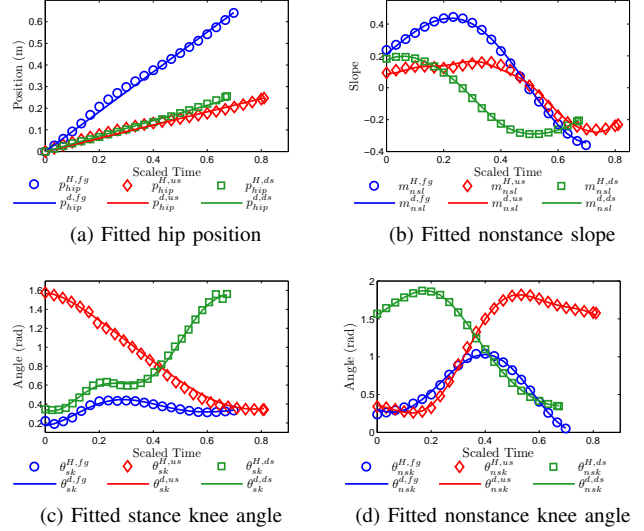 0.6
0.4
0.2
0
Position (m)
0 0.2 0.4 0.6 0.8
Scaled Time
p_{hip}^{H,fg} p_{hip}^{H,us} p_{hip}^{H,ds}
p_{hip}^{d,fg} p_{hip}^{d,us} p_{hip}^{d,ds}
(a) Fitted hip position
0.4
0.2
0
−0.2
−0.4
Slope
0 0.2 0.4 0.6 0.8
Scaled Time
m_{nsl}^{H,fg} m_{nsl}^{H,us} m_{nsl}^{H,ds}
m_{nsl}^{d,fg} m_{nsl}^{d,us} m_{nsl}^{d,ds}
(b) Fitted nonstance slope
1.6
1.4
1.2
1
0.8
0.6
0.4
0.2
Angle (rad)
0 0.2 0.4 0.6 0.8
Scaled Time
θ_{sk}^{H,fg} θ_{sk}^{H,us} θ_{sk}^{H,ds}
θ_{sk}^{d,fg} θ_{sk}^{d,us} θ_{sk}^{d,ds}
(c) Fitted stance knee angle
2
1.5
1
0.5
0
Angle (rad)
0 0.2 0.4 0.6 0.8
Scaled Time
θ_{nsk}^{H,fg} θ_{nsk}^{H,us} θ_{nsk}^{H,ds}
θ_{nsk}^{d,fg} θ_{nsk}^{d,us} θ_{nsk}^{d,ds}
(d) Fitted nonstance knee angle